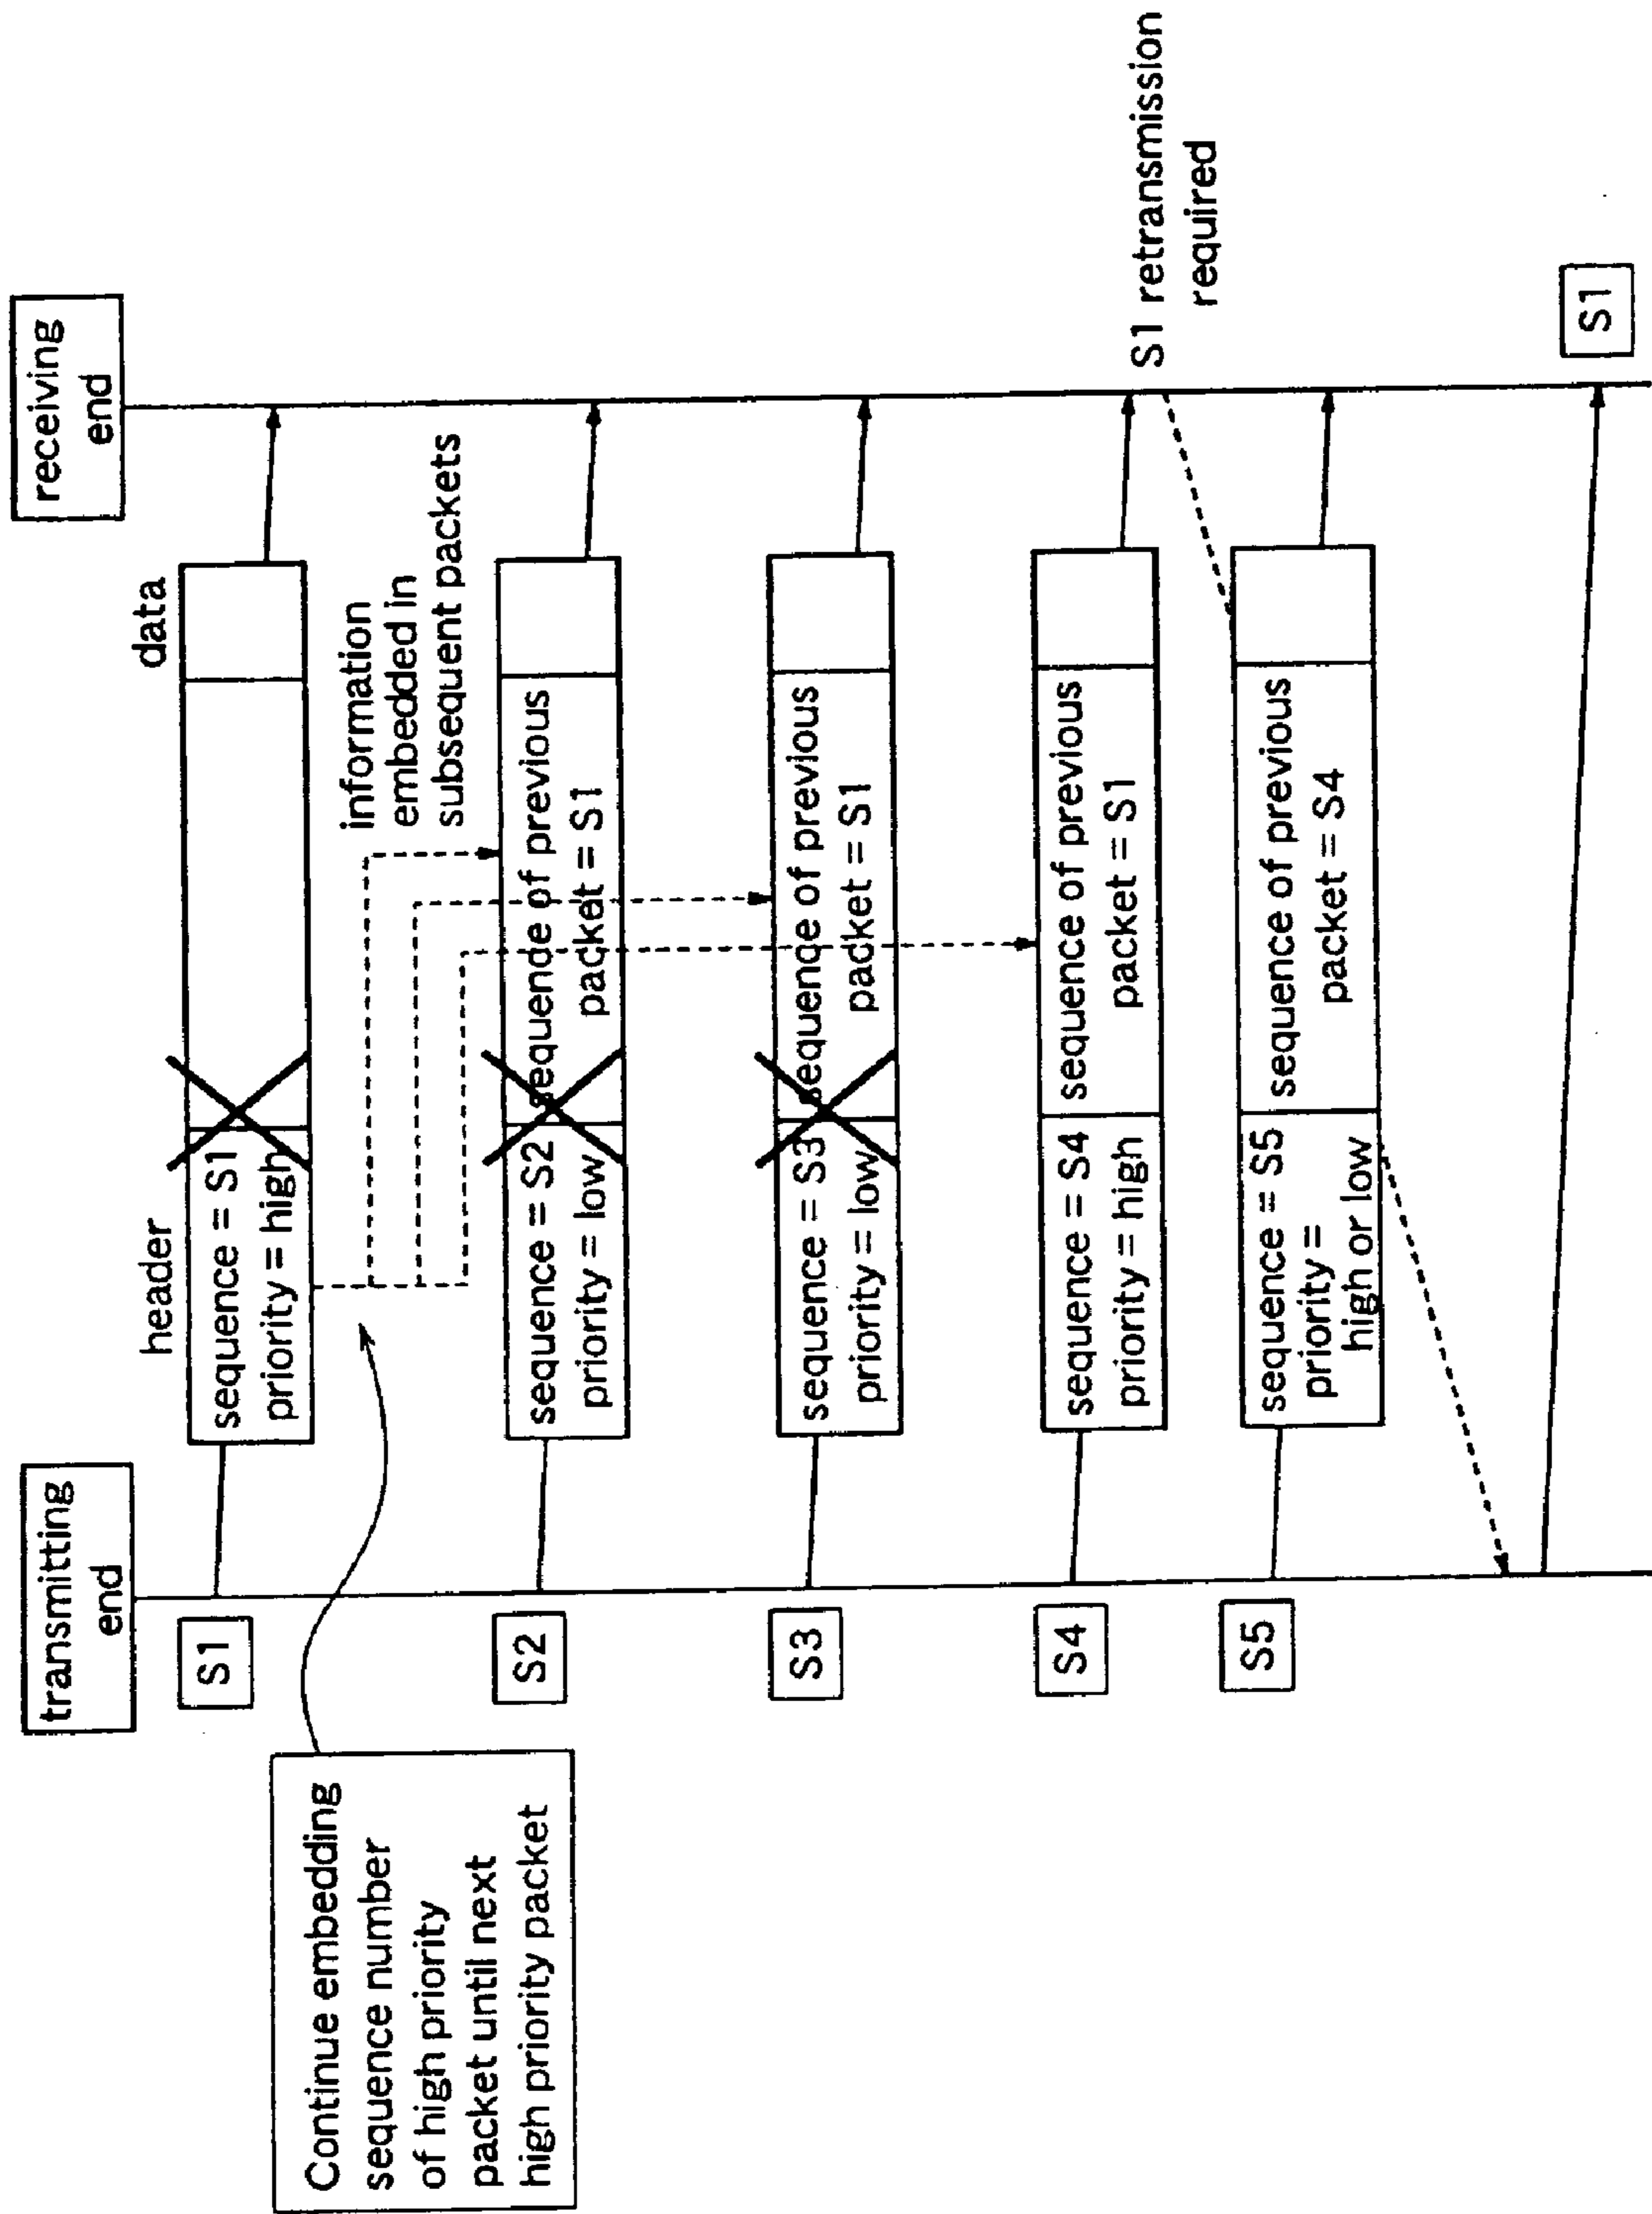 transmitting
end
receiving
end
header
data
S1
sequence = S1
priority = high
Continue embedding
sequence number
of high priority
packet until next
high priority packet
information
embedded in
subsequent packets
S2
sequence = S2
priority = low
sequende of previous
packet = S1
S3
sequence = S3
priority = low
sequence of previous
packet = S1
S4
sequence = S4
priority = high
sequence of previous
packet = S1
S1 retransmission
required
S5
sequence = S5
priority =
high or low
sequence of previous
packet = S4
S1